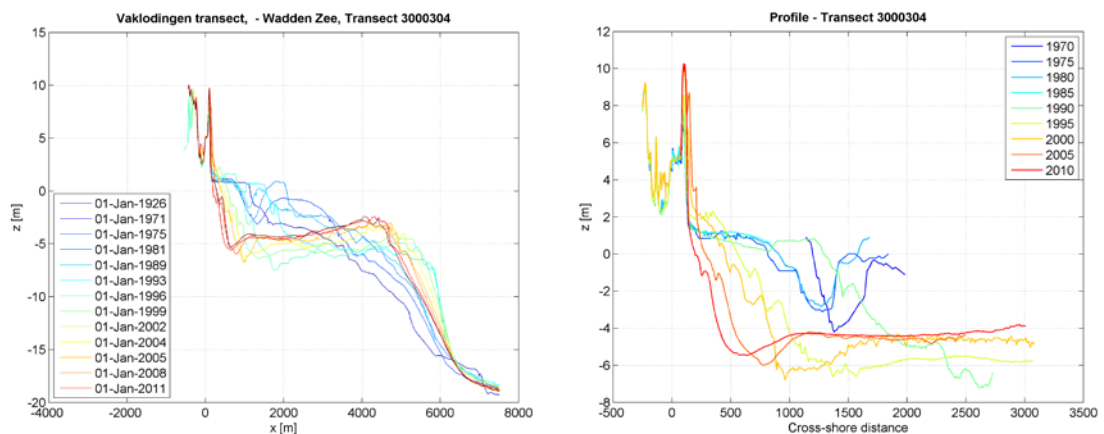 Vaklodingen transect,  - Wadden Zee, Transect 3000304
15
10
5
0
-5
-10
-15
-20
z [m]
01-Jan-1926
01-Jan-1971
01-Jan-1975
01-Jan-1981
01-Jan-1989
01-Jan-1993
01-Jan-1996
01-Jan-1999
01-Jan-2002
01-Jan-2004
01-Jan-2005
01-Jan-2008
01-Jan-2011
-4000 -2000 0 2000 4000 6000 8000
x [m]
Profile - Transect 3000304
12
10
8
6
4
2
0
-2
-4
-6
-8
z [m]
1970
1975
1980
1985
1990
1995
2000
2005
2010
-500 0 500 1000 1500 2000 2500 3000 3500
Cross-shore distance